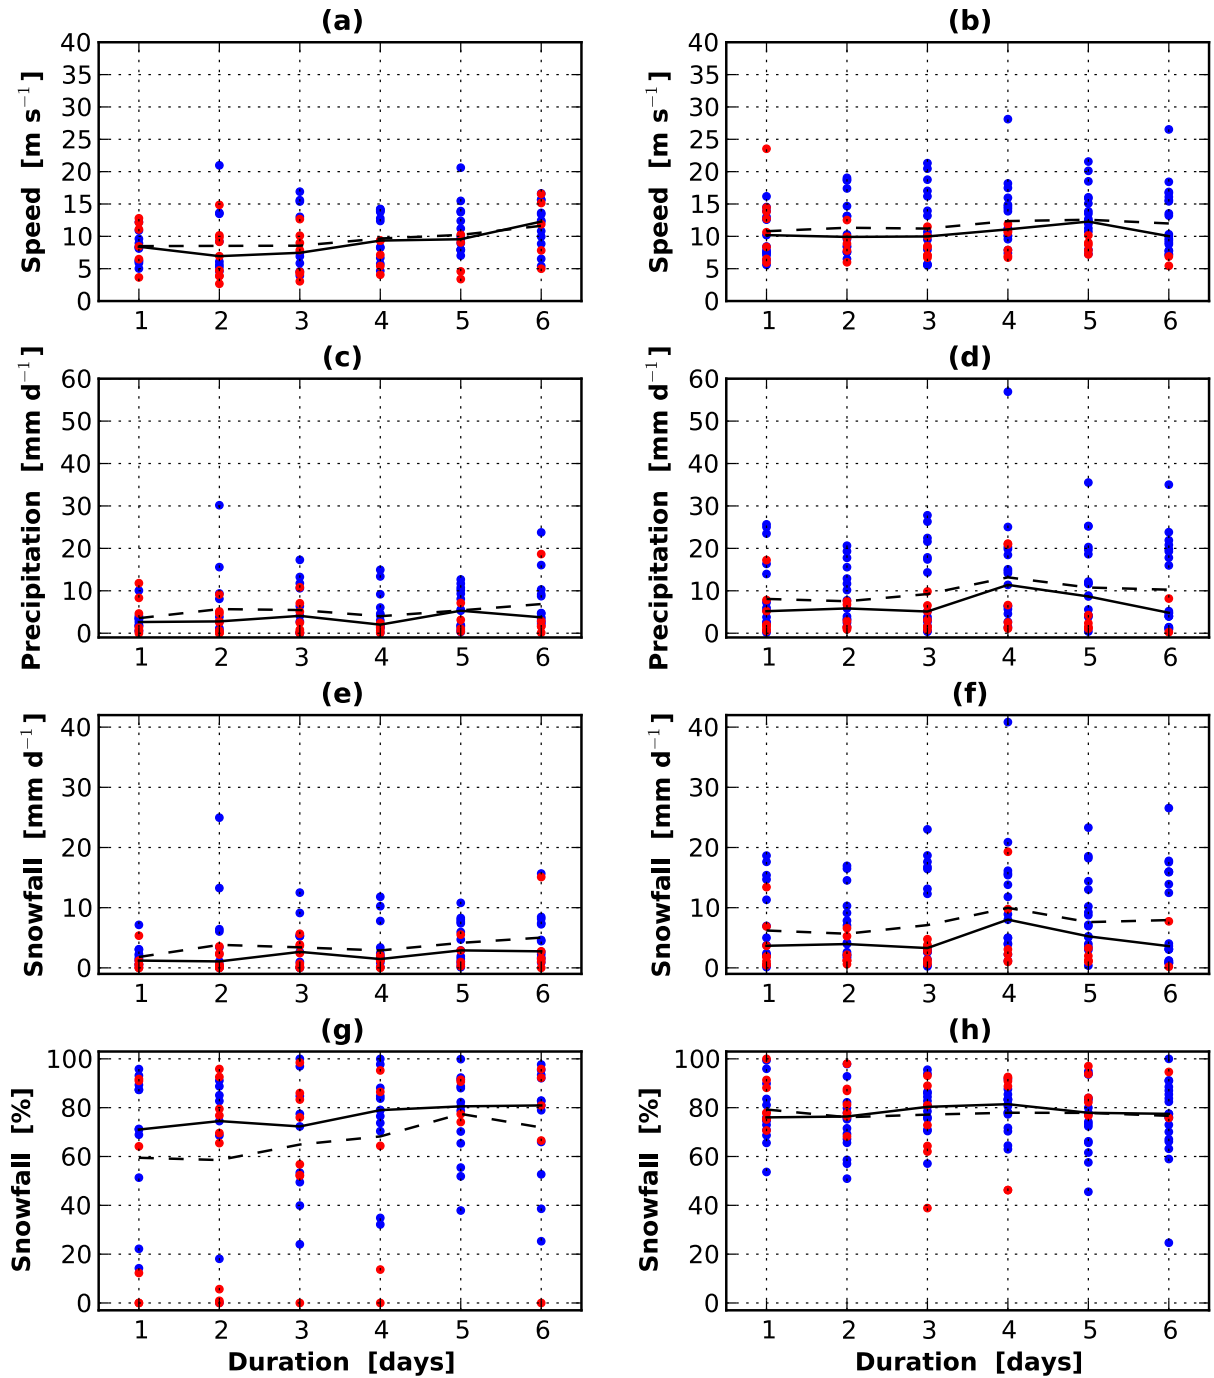 (a)
Speed [m s⁻¹]
40
35
30
25
20
15
10
5
0
1 2 3 4 5 6
(b)
Speed [m s⁻¹]
40
35
30
25
20
15
10
5
0
1 2 3 4 5 6
(c)
Precipitation [mm d⁻¹]
60
50
40
30
20
10
0
1 2 3 4 5 6
(d)
Precipitation [mm d⁻¹]
60
50
40
30
20
10
0
1 2 3 4 5 6
(e)
Snowfall [mm d⁻¹]
40
30
20
10
0
1 2 3 4 5 6
(f)
Snowfall [mm d⁻¹]
40
30
20
10
0
1 2 3 4 5 6
(g)
Snowfall [%]
100
80
60
40
20
0
1 2 3 4 5 6
Duration [days]
(h)
Snowfall [%]
100
80
60
40
20
0
1 2 3 4 5 6
Duration [days]